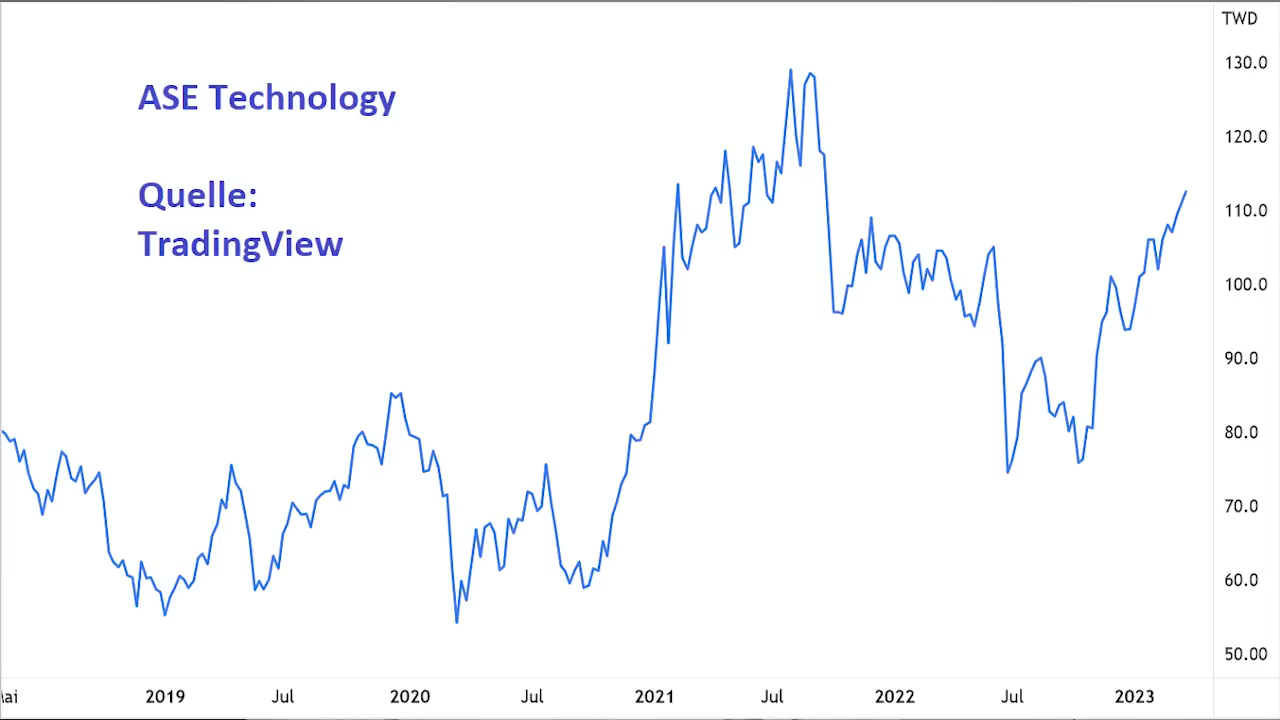 TWD
ASE Technology
Quelle:
TradingView
130.0
120.0
110.0
100.0
90.0
80.0
70.0
60.0
50.00
2019 Jul 2020 Jul 2021 Jul 2022 Jul 2023